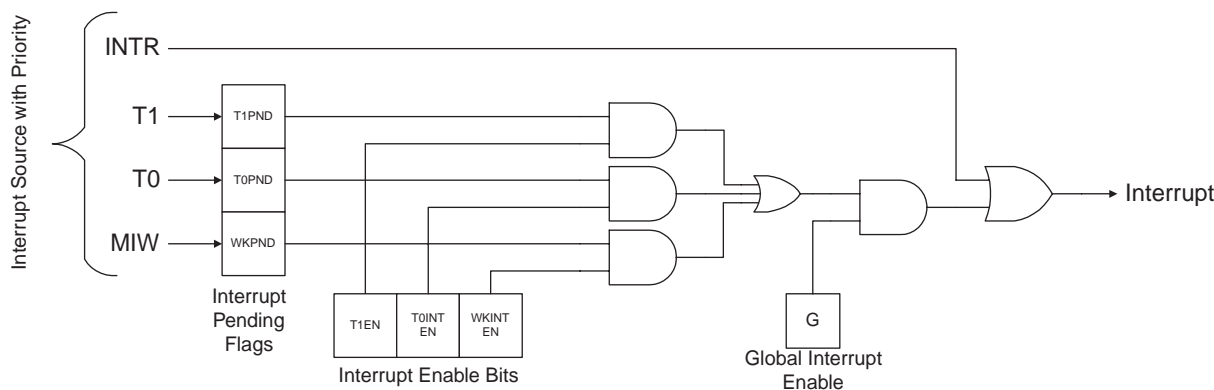 Interrupt Source with Priority
INTR
T1
T1PND
T0
T0PND
MIW
WKPND
Interrupt
Pending
Flags
T1EN
T0INT
EN
WKINT
EN
Interrupt Enable Bits
G
Global Interrupt
Enable
Interrupt